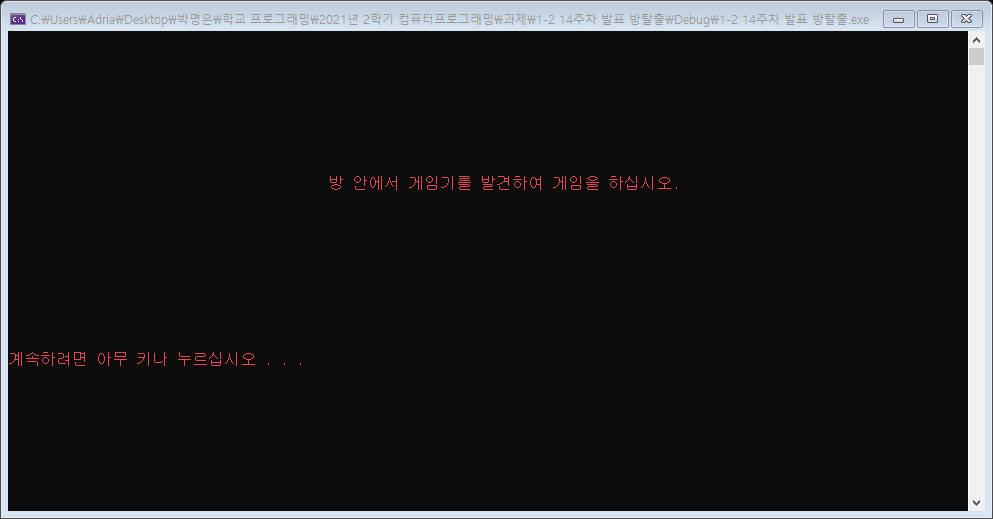 C:\Users\Adria\Desktop\박명은\학교 프로그래밍\2021년 2학기 컴퓨터프로그래밍\과제\1-2 14주차 발표 방탈출\Debug\1-2 14주차 발표 방탈출.exe
방 안에서 게임기를 발견하여 게임을 하십시오.
계속하려면 아무 키나 누르십시오 . . .